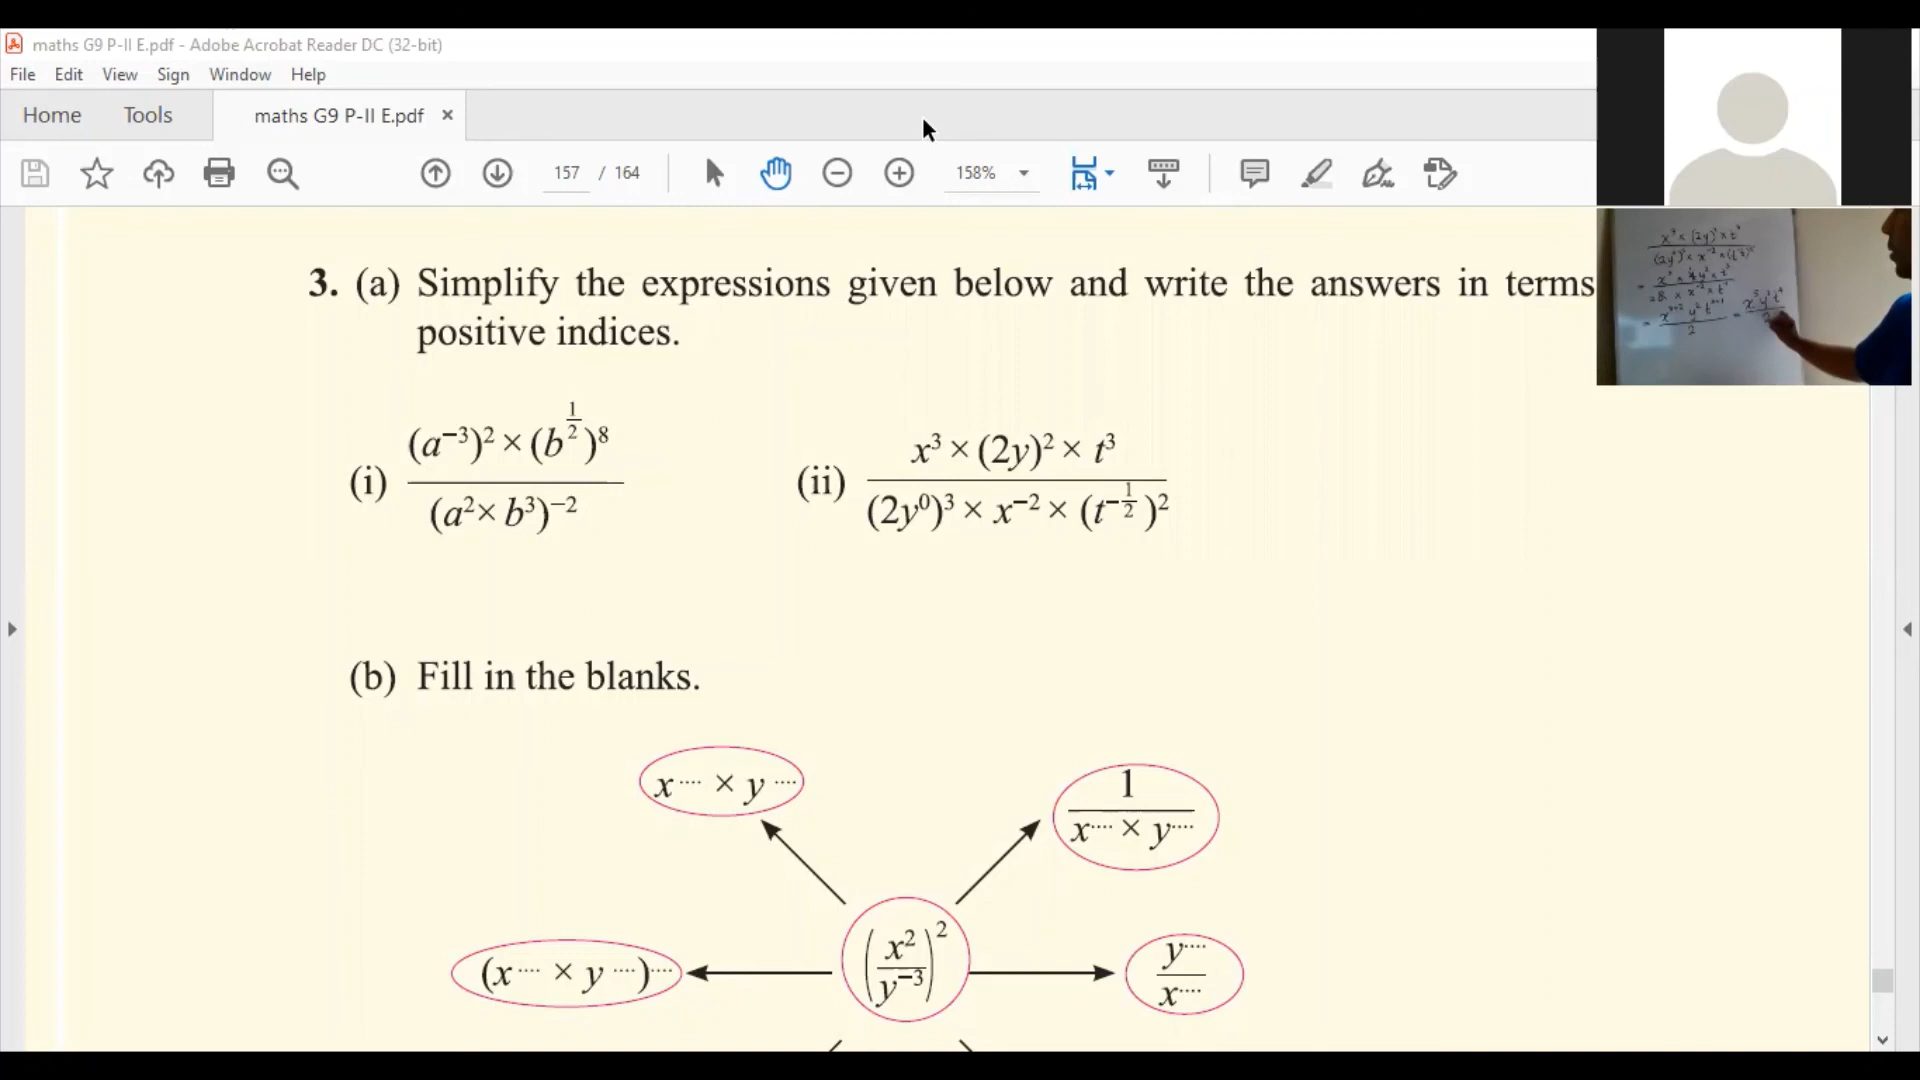 maths G9 P-II E.pdf - Adobe Acrobat Reader DC (32-bit)
File Edit View Sign Window Help
Home Tools maths G9 P-II E.pdf ×
157 / 164 158%
3. (a) Simplify the expressions given below and write the answers in terms
positive indices.
(i) ((a⁻³)² × (b^(1/2))⁸) / (a² × b³)⁻²
(ii) (x³ × (2y)² × t³) / ((2y⁰)³ × x⁻² × (t^(-1/2))²)
(b) Fill in the blanks.
x^.... × y^....
1 / (x^.... × y^....)
(x^.... × y^....)^....
(x² / y⁻³)²
y^.... / x^....